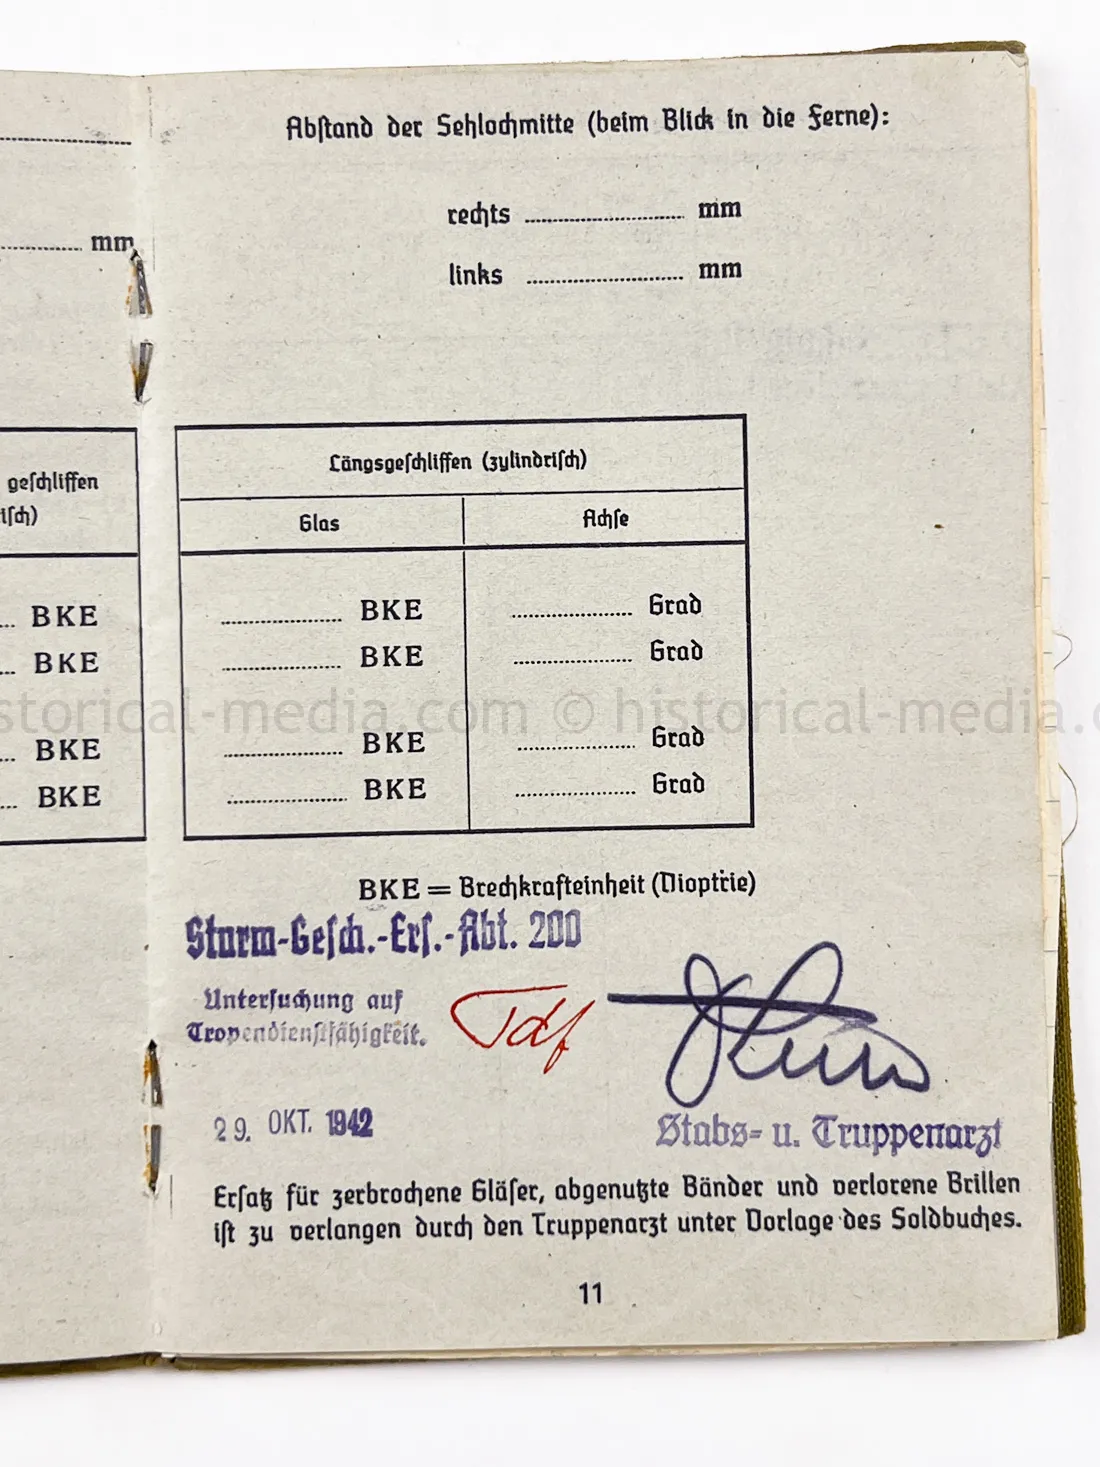 mm
geschliffen
isch)
BKE
BKE
BKE
BKE
Abstand der Sehlochmitte (beim Blick in die Ferne):
rechts .......... mm
links .......... mm
Längsgeschliffen (zylindrisch)
Glas Achse
.......... BKE .......... Grad
.......... BKE .......... Grad
.......... BKE .......... Grad
.......... BKE .......... Grad
BKE = Brechkrafteinheit (Dioptrie)
Sturm-Gesch.-Ers.-Abt. 200
Untersuchung auf
Tropendienstfähigkeit.
Tdf
29. OKT. 1942
Stabs- u. Truppenarzt
Ersatz für zerbrochene Gläser, abgenutzte Bänder und verlorene Brillen
ist zu verlangen durch den Truppenarzt unter Vorlage des Soldbuches.
11
storical-media.com © historical-media.c